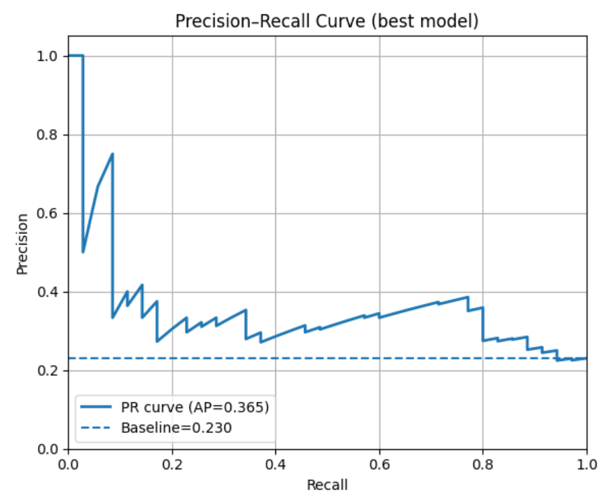 Precision–Recall Curve (best model)
1.0
0.8
0.6
0.4
0.2
0.0
Precision
PR curve (AP=0.365)
Baseline=0.230
0.0 0.2 0.4 0.6 0.8 1.0
Recall